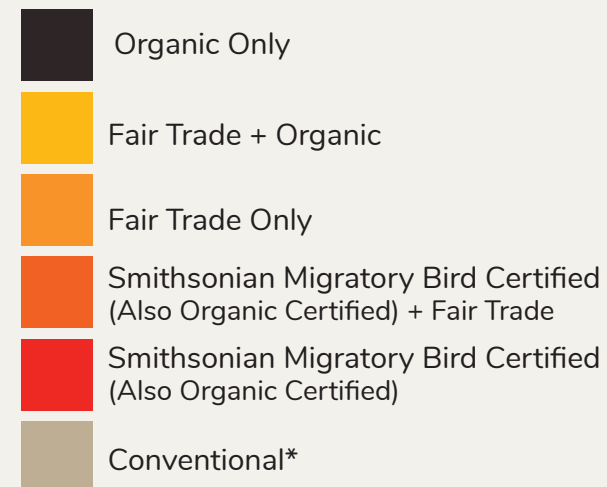 Organic Only
Fair Trade + Organic
Fair Trade Only
Smithsonian Migratory Bird Certified
(Also Organic Certified) + Fair Trade
Smithsonian Migratory Bird Certified
(Also Organic Certified)
Conventional*